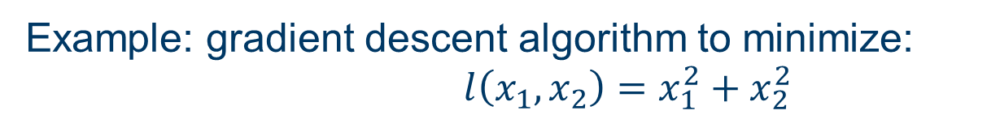 Example: gradient descent algorithm to minimize:
𝑙(𝑥₁, 𝑥₂) = 𝑥₁² + 𝑥₂²